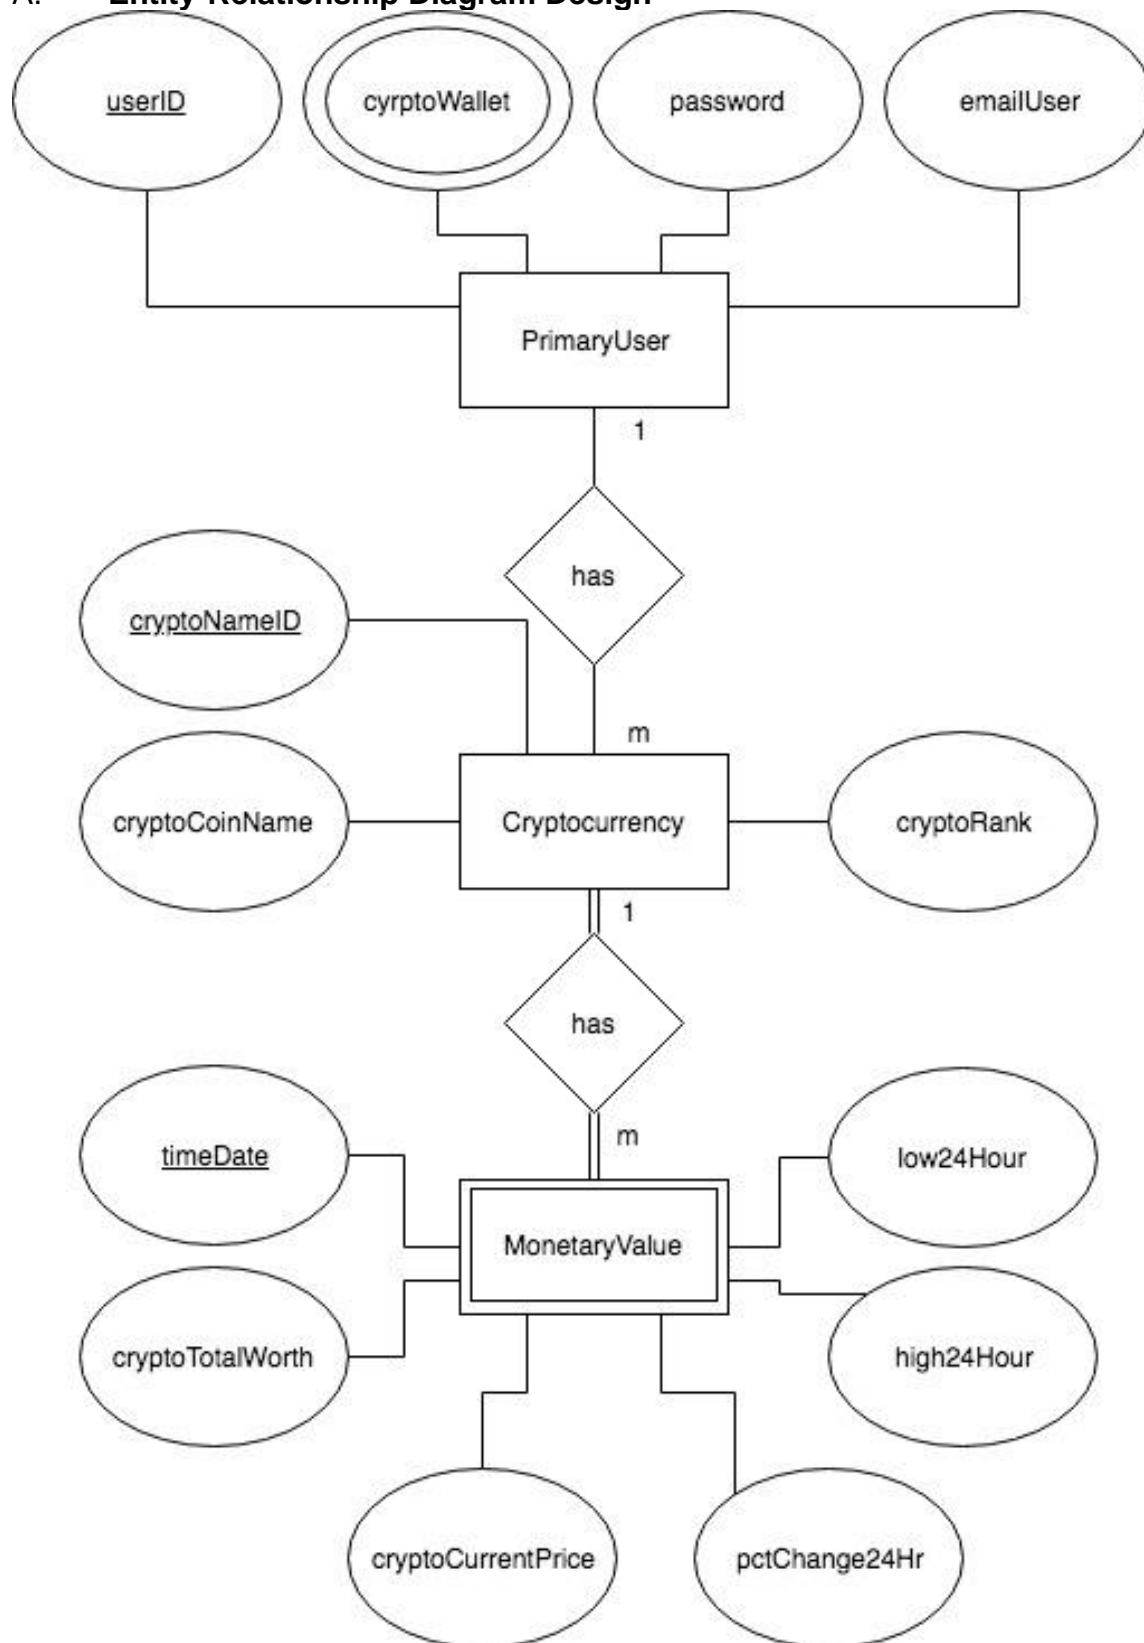 A. Entity-Relationship Diagram Design
userID
cyrptoWallet
password
emailUser
PrimaryUser
1
has
cryptoNameID
m
cryptoCoinName
Cryptocurrency
cryptoRank
1
has
m
timeDate
low24Hour
MonetaryValue
cryptoTotalWorth
high24Hour
cryptoCurrentPrice
pctChange24Hr